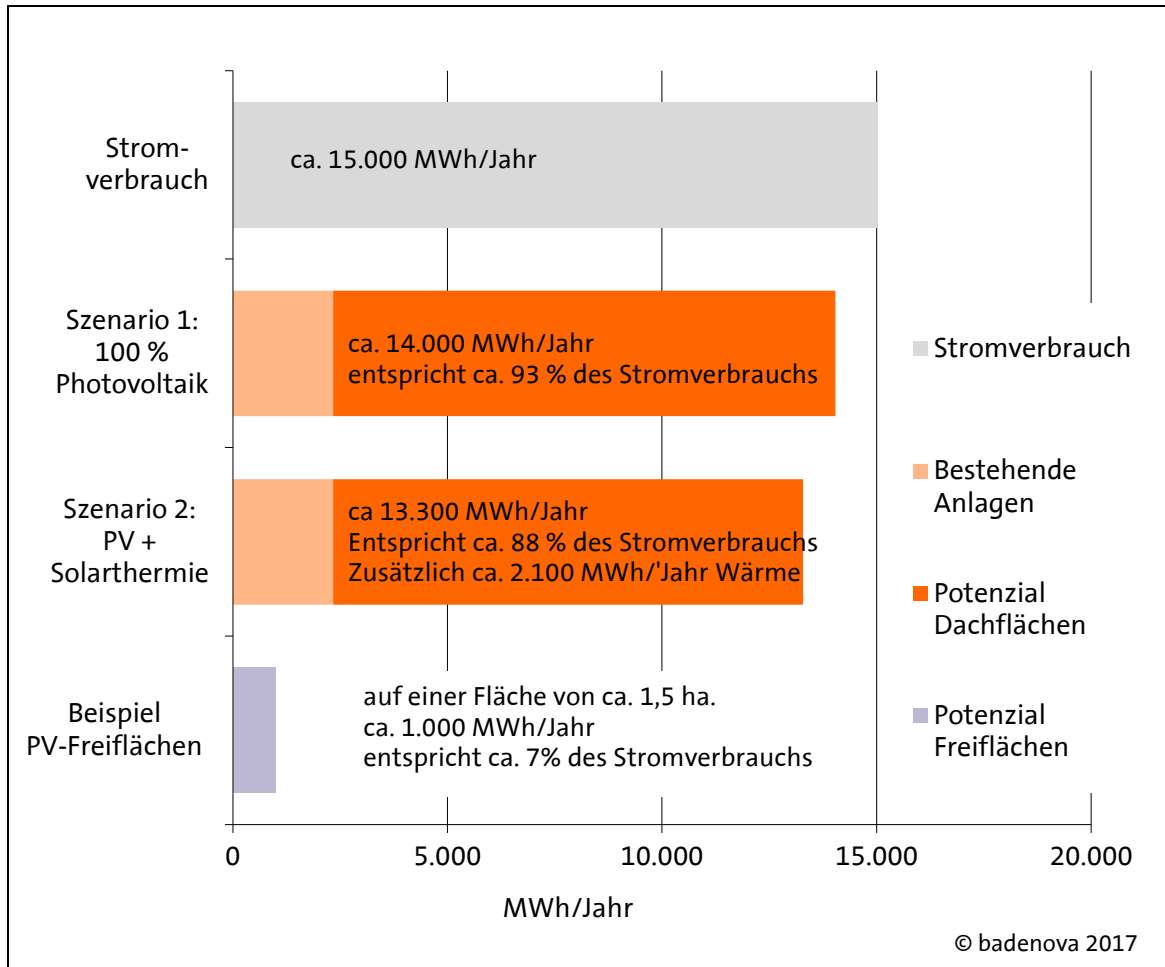 Strom-
verbrauch
ca. 15.000 MWh/Jahr
Szenario 1:
100 %
Photovoltaik
ca. 14.000 MWh/Jahr
entspricht ca. 93 % des Stromverbrauchs
Szenario 2:
PV +
Solarthermie
ca 13.300 MWh/Jahr
Entspricht ca. 88 % des Stromverbrauchs
Zusätzlich ca. 2.100 MWh/'Jahr Wärme
Beispiel
PV-Freiflächen
auf einer Fläche von ca. 1,5 ha.
ca. 1.000 MWh/Jahr
entspricht ca. 7% des Stromverbrauchs
Stromverbrauch
Bestehende
Anlagen
Potenzial
Dachflächen
Potenzial
Freiflächen
0 5.000 10.000 15.000 20.000
MWh/Jahr
© badenova 2017